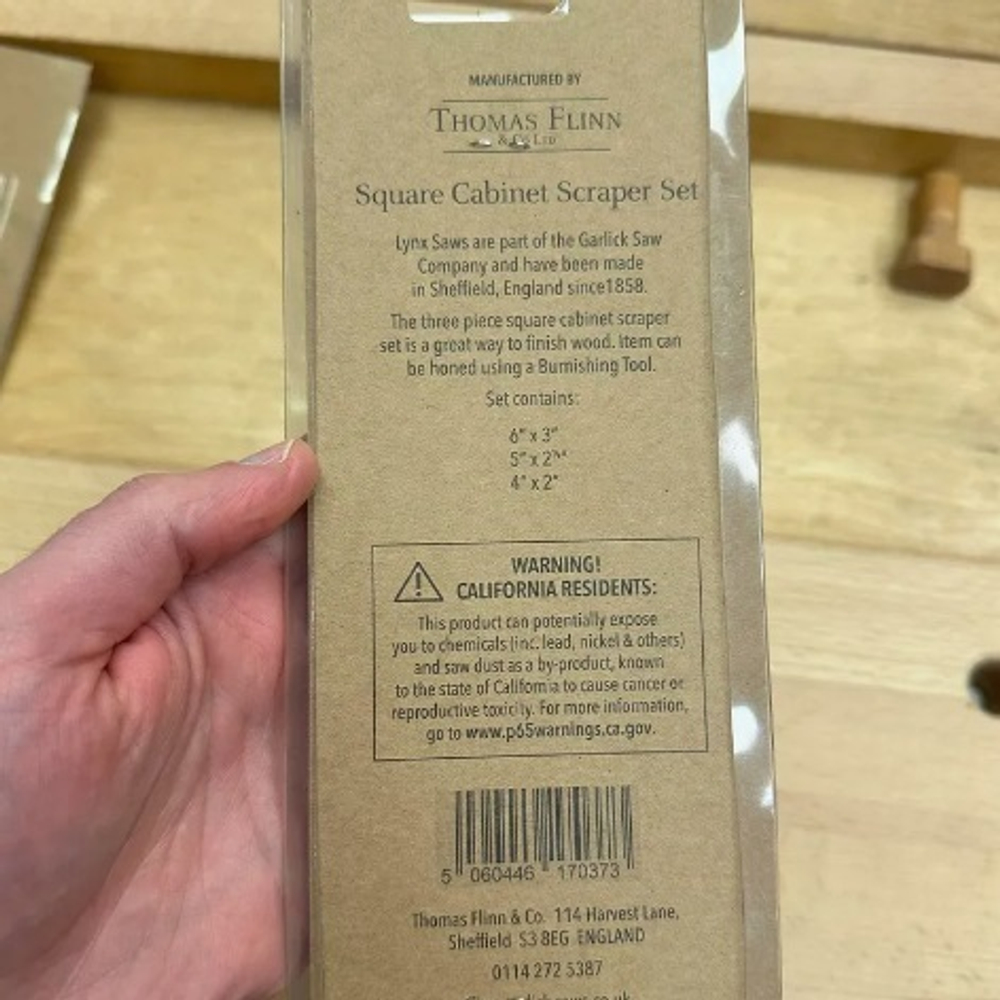 MANUFACTURED BY
THOMAS FLINN
& Co LTD
Square Cabinet Scraper Set
Lynx Saws are part of the Garlick Saw
Company and have been made
in Sheffield, England since1858.
The three piece square cabinet scraper
set is a great way to finish wood. Item can
be honed using a Burnishing Tool.
Set contains:
6" x 3"
5" x 2½"
4" x 2"
WARNING!
CALIFORNIA RESIDENTS:
This product can potentially expose
you to chemicals (inc. lead, nickel & others)
and saw dust as a by-product, known
to the state of California to cause cancer or
reproductive toxicity. For more information,
go to www.p65warnings.ca.gov.
5 060446 170373
Thomas Flinn & Co. 114 Harvest Lane,
Sheffield S3 8EG ENGLAND
0114 272 5387